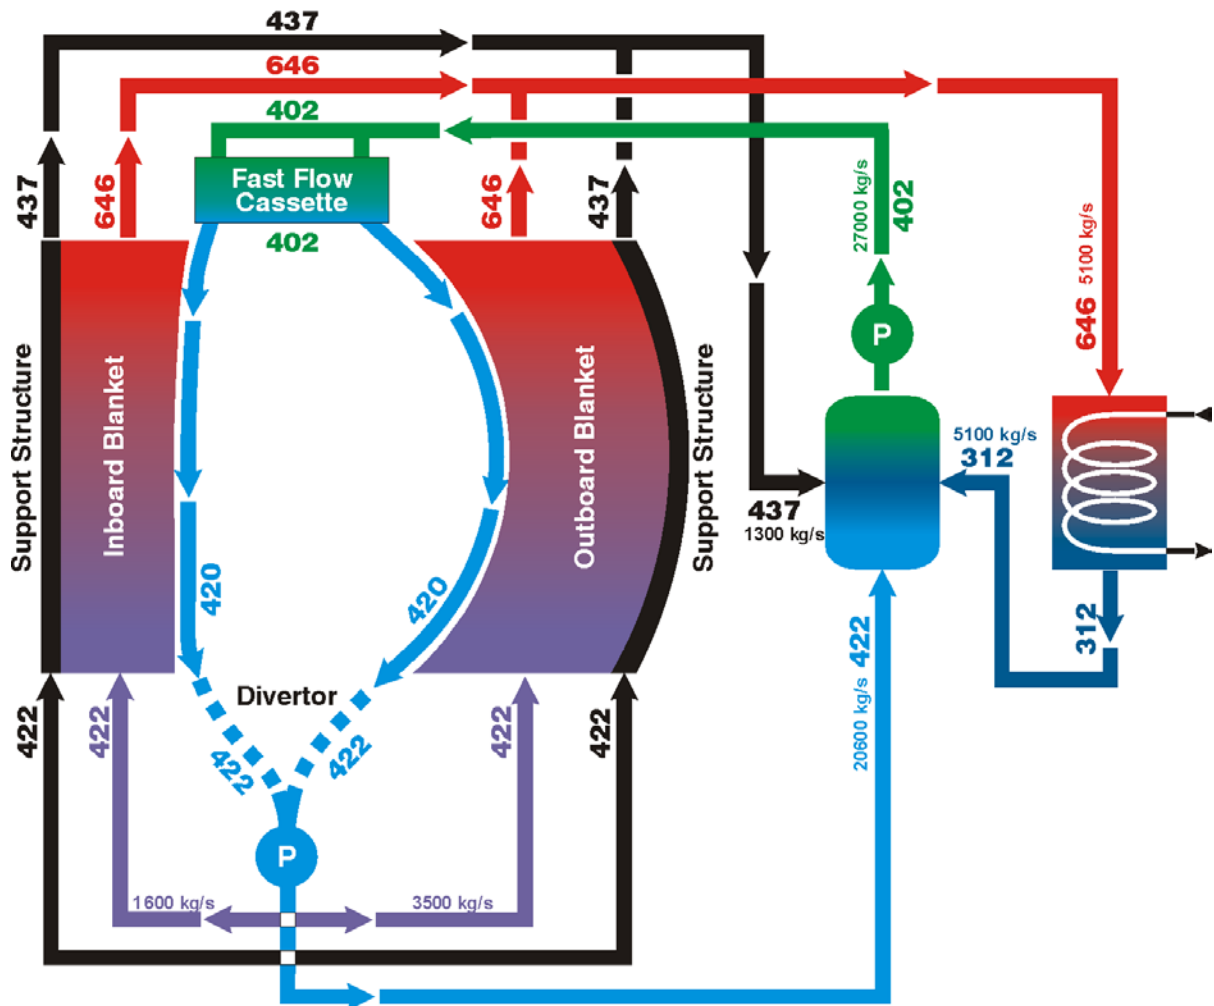 437
646
402
Fast Flow
Cassette
402
437
646
646
437
27000 kg/s
402
646
5100 kg/s
P
Support Structure
Inboard Blanket
Outboard Blanket
Support Structure
5100 kg/s
312
437
1300 kg/s
420
420
312
Divertor
422
20600 kg/s
422
422
422
422
422
422
P
1600 kg/s
3500 kg/s